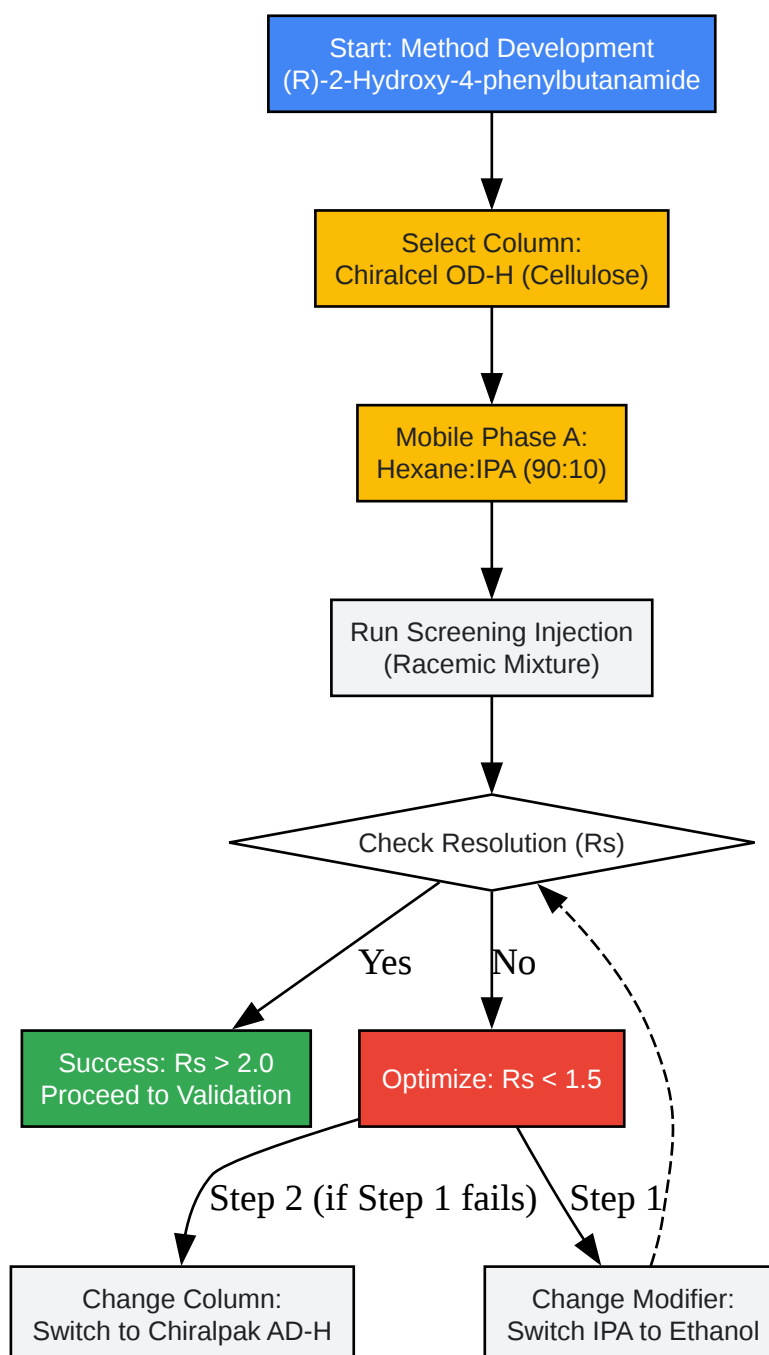 Start: Method Development
(R)-2-Hydroxy-4-phenylbutanamide
Select Column:
Chiralcel OD-H (Cellulose)
Mobile Phase A:
Hexane:IPA (90:10)
Run Screening Injection
(Racemic Mixture)
Check Resolution (Rs)
Yes
No
Success: Rs > 2.0
Proceed to Validation
Optimize: Rs < 1.5
Step 2 (if Step 1 fails)
Step 1
Change Column:
Switch to Chiralpak AD-H
Change Modifier:
Switch IPA to Ethanol